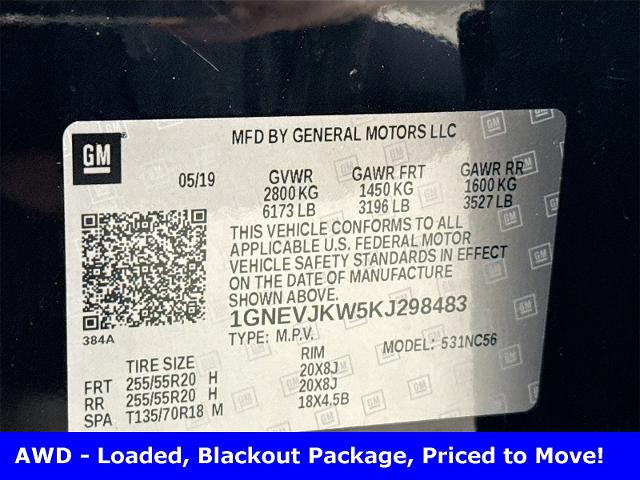 GM
MFD BY GENERAL MOTORS LLC
05/19
GVWR GAWR FRT GAWR RR
2800 KG 1450 KG 1600 KG
6173 LB 3196 LB 3527 LB
THIS VEHICLE CONFORMS TO ALL
APPLICABLE U.S. FEDERAL MOTOR
VEHICLE SAFETY STANDARDS IN EFFECT
ON THE DATE OF MANUFACTURE
SHOWN ABOVE.
1GNEVJKW5KJ298483
384A
TYPE: M.P.V. MODEL: 531NC56
TIRE SIZE RIM
FRT 255/55R20 H 20X8J
RR 255/55R20 H 20X8J
SPA T135/70R18 M 18X4.5B
AWD - Loaded, Blackout Package, Priced to Move!